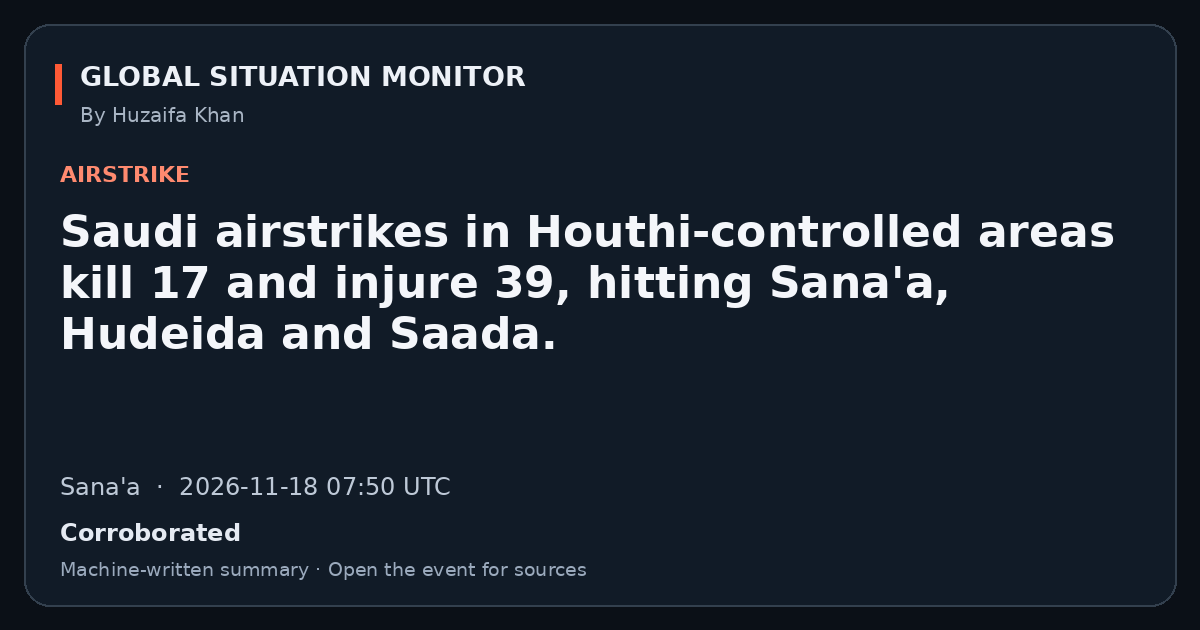 GLOBAL SITUATION MONITOR
By Huzaifa Khan
AIRSTRIKE
Saudi airstrikes in Houthi-controlled areas
kill 17 and injure 39, hitting Sana'a,
Hudeida and Saada.
Sana'a · 2026-11-18 07:50 UTC
Corroborated
Machine-written summary · Open the event for sources